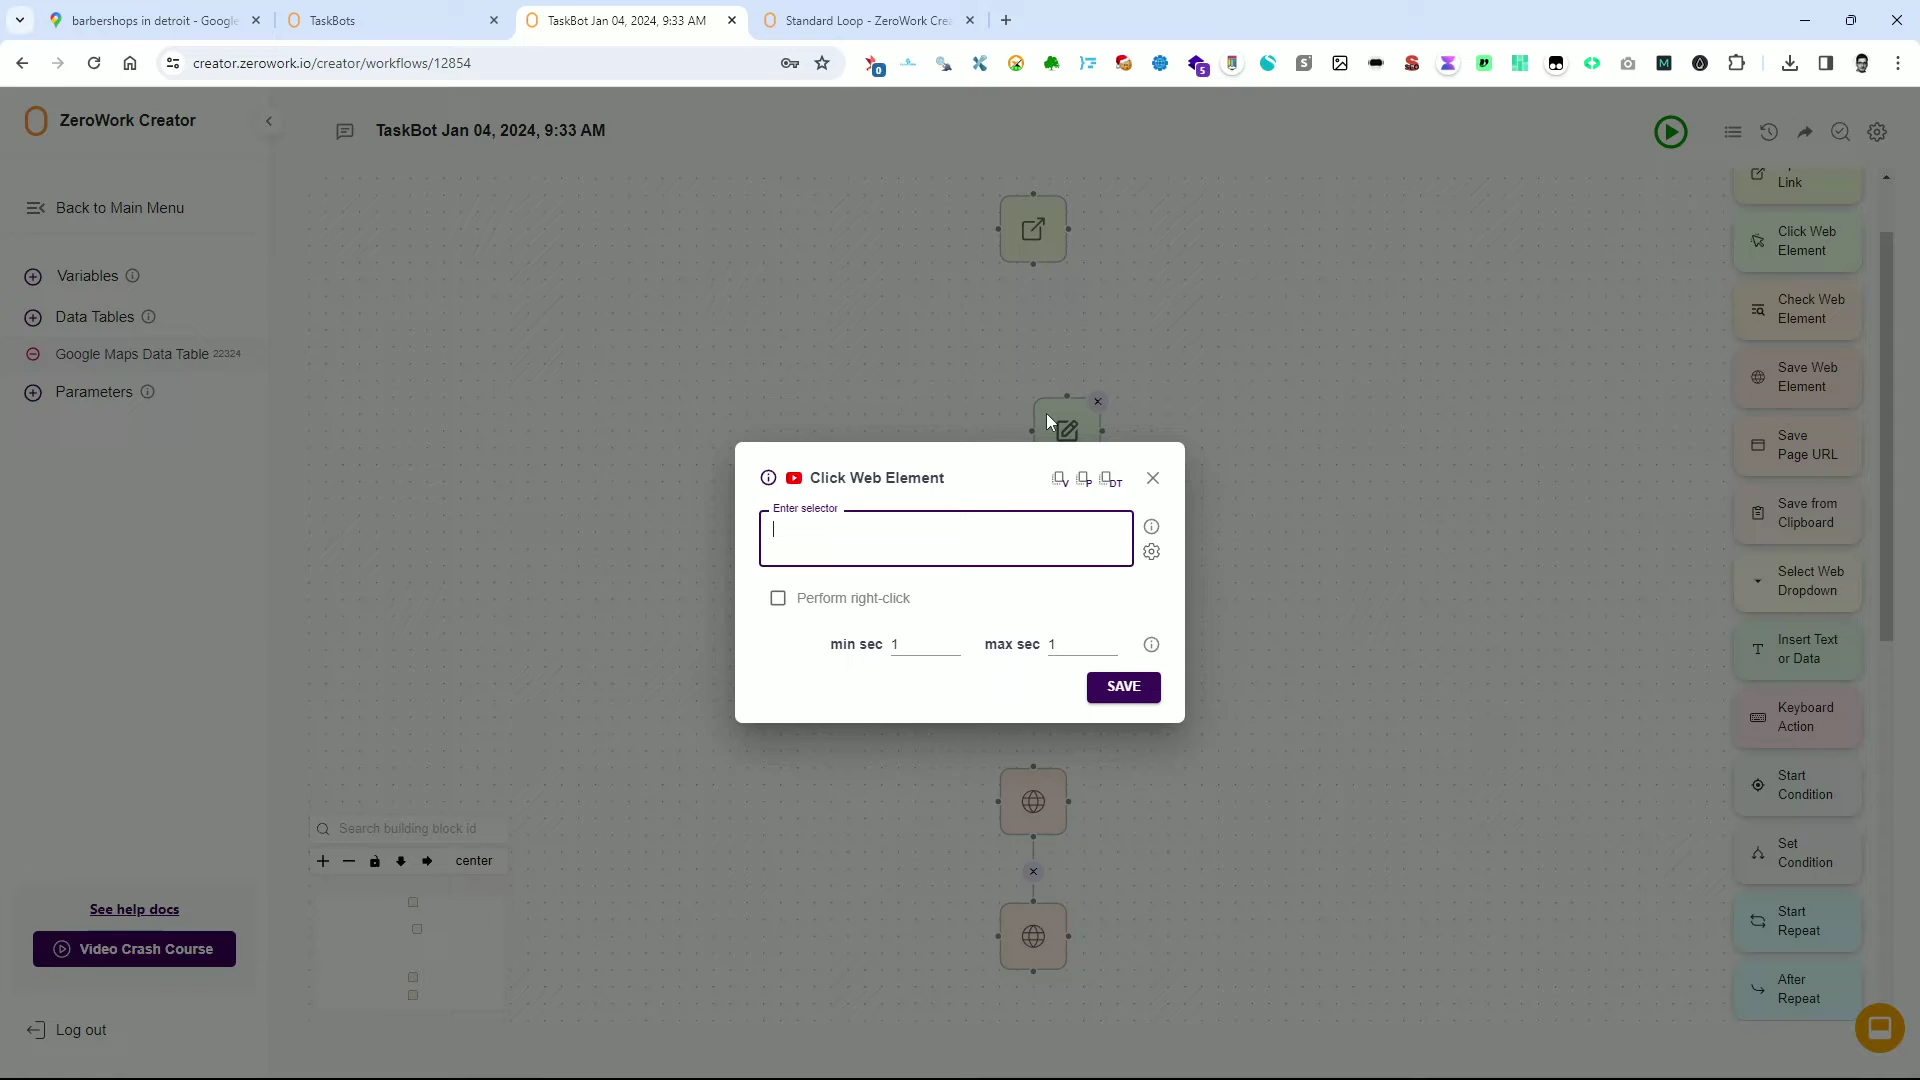 barbershops in detroit - Google
TaskBots
TaskBot Jan 04, 2024, 9:33 AM
Standard Loop - ZeroWork Crea
creator.zerowork.io/creator/workflows/12854
0
5
ZeroWork Creator
TaskBot Jan 04, 2024, 9:33 AM
Back to Main Menu
Variables
Data Tables
Google Maps Data Table 22324
Parameters
Link
Click Web
Element
Check Web
Element
Save Web
Element
Save
Page URL
Save from
Clipboard
Select Web
Dropdown
Insert Text
or Data
Keyboard
Action
Start
Condition
Set
Condition
Start
Repeat
After
Repeat
Click Web Element
V
P
DT
Enter selector
Perform right-click
min sec 1
max sec 1
SAVE
Search building block id
center
See help docs
Video Crash Course
Log out